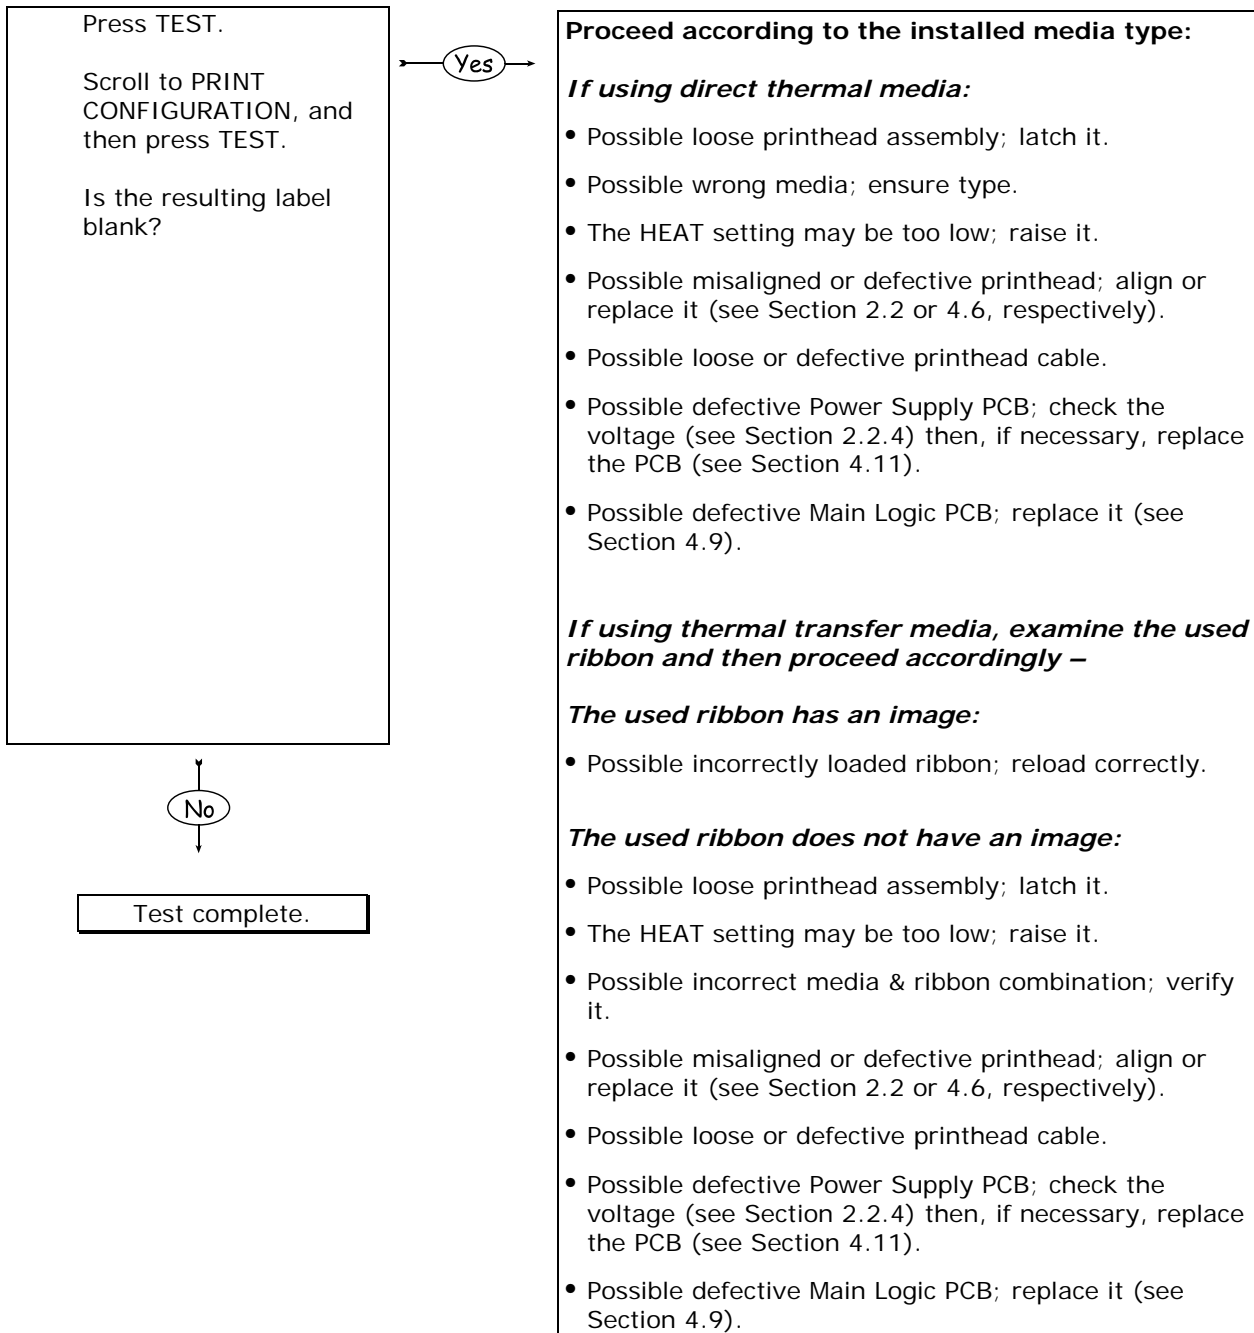 Press TEST.
Scroll to PRINT
CONFIGURATION, and
then press TEST.
Is the resulting label
blank?
Yes
No
Test complete.
Proceed according to the installed media type:
If using direct thermal media:
• Possible loose printhead assembly; latch it.
• Possible wrong media; ensure type.
• The HEAT setting may be too low; raise it.
• Possible misaligned or defective printhead; align or
replace it (see Section 2.2 or 4.6, respectively).
• Possible loose or defective printhead cable.
• Possible defective Power Supply PCB; check the
voltage (see Section 2.2.4) then, if necessary, replace
the PCB (see Section 4.11).
• Possible defective Main Logic PCB; replace it (see
Section 4.9).
If using thermal transfer media, examine the used
ribbon and then proceed accordingly –
The used ribbon has an image:
• Possible incorrectly loaded ribbon; reload correctly.
The used ribbon does not have an image:
• Possible loose printhead assembly; latch it.
• The HEAT setting may be too low; raise it.
• Possible incorrect media & ribbon combination; verify
it.
• Possible misaligned or defective printhead; align or
replace it (see Section 2.2 or 4.6, respectively).
• Possible loose or defective printhead cable.
• Possible defective Power Supply PCB; check the
voltage (see Section 2.2.4) then, if necessary, replace
the PCB (see Section 4.11).
• Possible defective Main Logic PCB; replace it (see
Section 4.9).